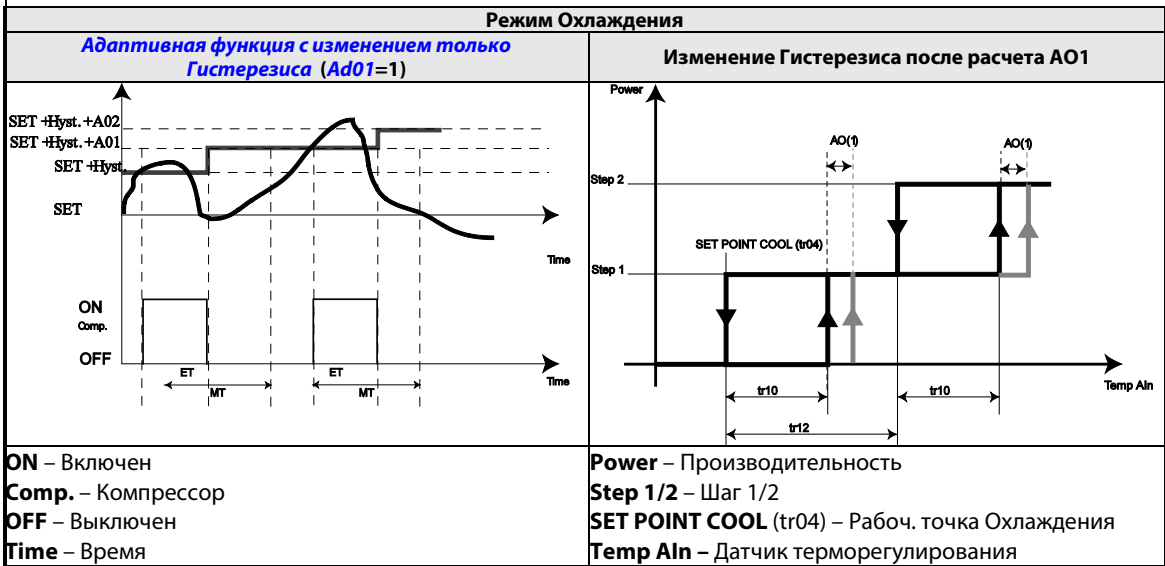 Режим Охлаждения
Адаптивная функция с изменением только
Гистерезиса (Ad01=1)
Изменение Гистерезиса после расчета АО1
SET +Hyst. +A02
SET +Hyst. +A01
SET +Hyst.
SET
Time
ON
Comp.
OFF
ET
MT
ET
MT
Time
Power
AO(1)
AO(1)
Step 2
SET POINT COOL (tr04)
Step 1
Temp AIn
tr10
tr10
tr12
ON – Включен
Comp. – Компрессор
OFF – Выключен
Time – Время
Power – Производительность
Step 1/2 – Шаг 1/2
SET POINT COOL (tr04) – Рабоч. точка Охлаждения
Temp AIn – Датчик терморегулирования